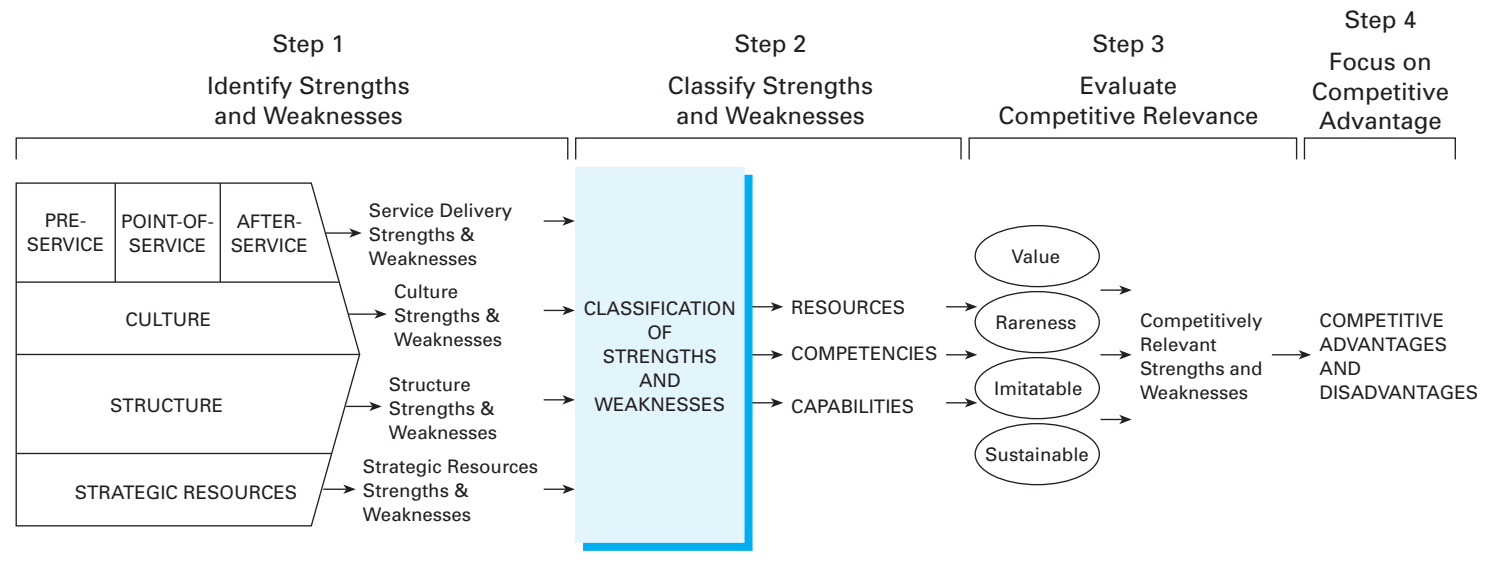 Step 1
Identify Strengths
and Weaknesses
Step 2
Classify Strengths
and Weaknesses
Step 3
Evaluate
Competitive Relevance
Step 4
Focus on
Competitive
Advantage
PRE-
SERVICE
POINT-OF-
SERVICE
AFTER-
SERVICE
CULTURE
STRUCTURE
STRATEGIC RESOURCES
Service Delivery
Strengths &
Weaknesses
Culture
Strengths &
Weaknesses
Structure
Strengths &
Weaknesses
Strategic Resources
Strengths &
Weaknesses
CLASSIFICATION
OF
STRENGTHS
AND
WEAKNESSES
RESOURCES
COMPETENCIES
CAPABILITIES
Value
Rareness
Imitatable
Sustainable
Competitively
Relevant
Strengths and
Weaknesses
COMPETITIVE
ADVANTAGES
AND
DISADVANTAGES